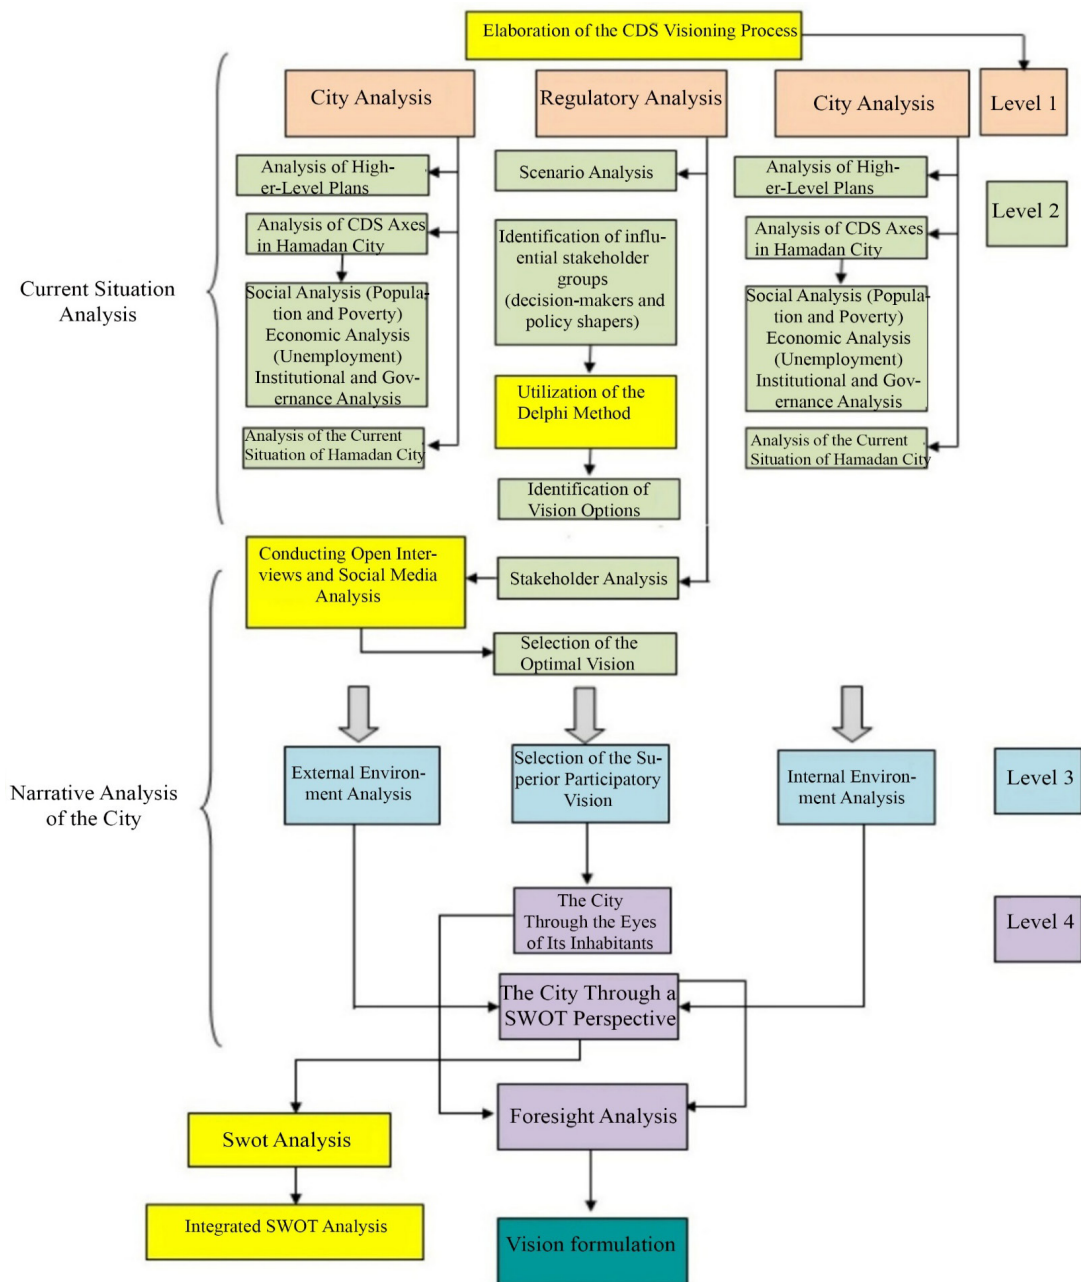 Elaboration of the CDS Visioning Process
City Analysis
Regulatory Analysis
City Analysis
Level 1
Analysis of High-
er-Level Plans
Scenario Analysis
Analysis of High-
er-Level Plans
Level 2
Analysis of CDS Axes
in Hamadan City
Identification of influ-
ential stakeholder
groups
(decision-makers and
policy shapers)
Analysis of CDS Axes
in Hamadan City
Current Situation
Analysis
Social Analysis (Popula-
tion and Poverty)
Economic Analysis
(Unemployment)
Institutional and Gov-
ernance Analysis
Social Analysis (Popula-
tion and Poverty)
Economic Analysis
(Unemployment)
Institutional and Gov-
ernance Analysis
Utilization of the
Delphi Method
Analysis of the Current
Situation of Hamadan City
Analysis of the Current
Situation of Hamadan City
Identification of
Vision Options
Conducting Open Inter-
views and Social Media
Analysis
Stakeholder Analysis
Selection of the
Optimal Vision
External Environ-
ment Analysis
Selection of the Su-
perior Participatory
Vision
Internal Environ-
ment Analysis
Level 3
Narrative Analysis
of the City
The City
Through the Eyes
of Its Inhabitants
Level 4
The City Through a
SWOT Perspective
Foresight Analysis
Swot Analysis
Integrated SWOT Analysis
Vision formulation